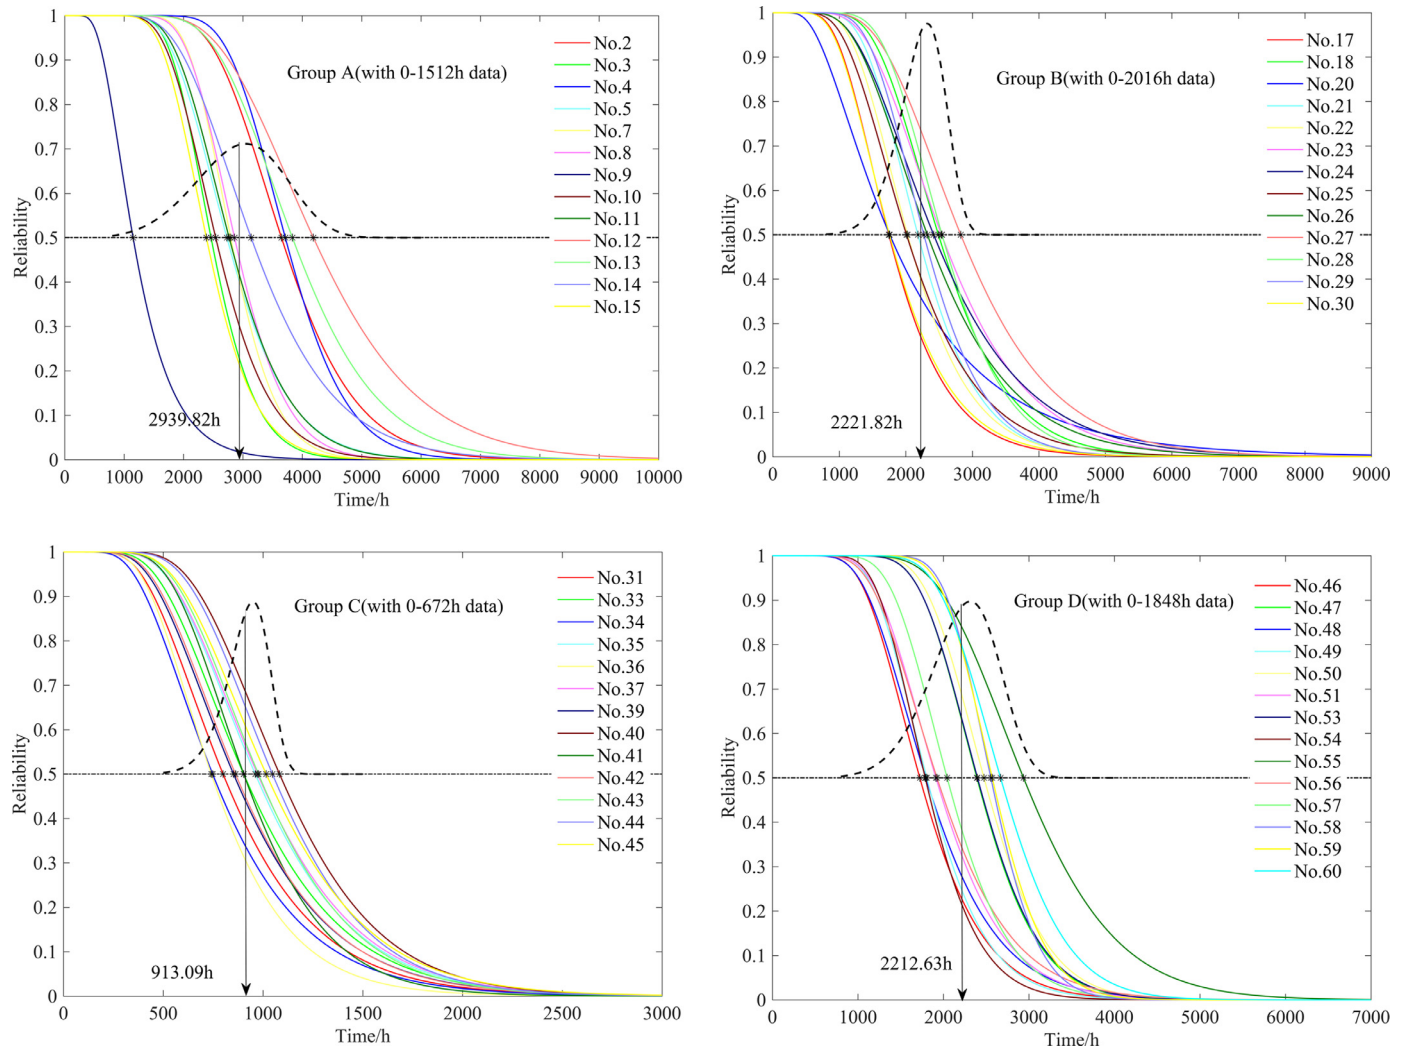 1
0.9
0.8
0.7
0.6
0.5
0.4
0.3
0.2
0.1
0
Reliability
Group A(with 0-1512h data)
No.2
No.3
No.4
No.5
No.7
No.8
No.9
No.10
No.11
No.12
No.13
No.14
No.15
2939.82h
0 1000 2000 3000 4000 5000 6000 7000 8000 9000 10000
Time/h
1
0.9
0.8
0.7
0.6
0.5
0.4
0.3
0.2
0.1
0
Reliability
Group B(with 0-2016h data)
No.17
No.18
No.20
No.21
No.22
No.23
No.24
No.25
No.26
No.27
No.28
No.29
No.30
2221.82h
0 1000 2000 3000 4000 5000 6000 7000 8000 9000
Time/h
1
0.9
0.8
0.7
0.6
0.5
0.4
0.3
0.2
0.1
0
Reliability
Group C(with 0-672h data)
No.31
No.33
No.34
No.35
No.36
No.37
No.39
No.40
No.41
No.42
No.43
No.44
No.45
913.09h
0 500 1000 1500 2000 2500 3000
Time/h
1
0.9
0.8
0.7
0.6
0.5
0.4
0.3
0.2
0.1
0
Reliability
Group D(with 0-1848h data)
No.46
No.47
No.48
No.49
No.50
No.51
No.53
No.54
No.55
No.56
No.57
No.58
No.59
No.60
2212.63h
0 1000 2000 3000 4000 5000 6000 7000
Time/h